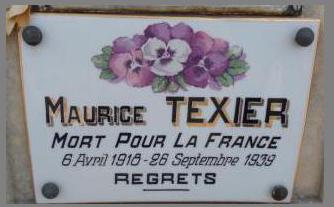 MAURICE TEXIER
MORT POUR LA FRANCE
6 Avril 1918-26 Septembre 1939
REGRETS